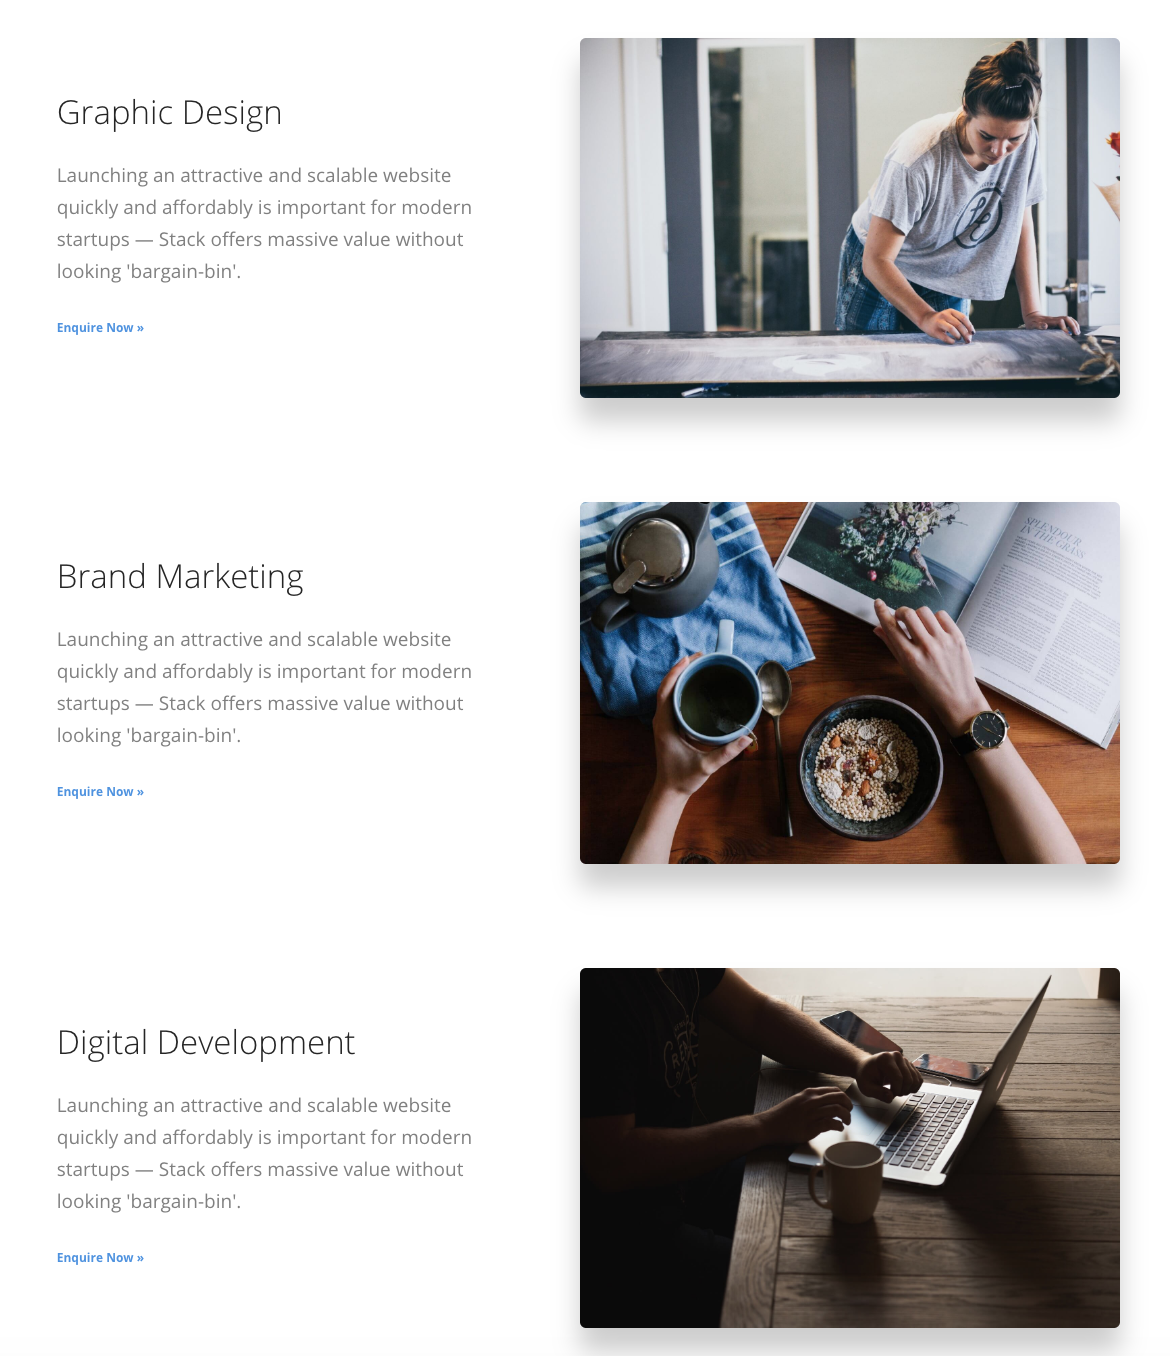 Graphic Design
Launching an attractive and scalable website
quickly and affordably is important for modern
startups — Stack offers massive value without
looking 'bargain-bin'.
Enquire Now »
Brand Marketing
Launching an attractive and scalable website
quickly and affordably is important for modern
startups — Stack offers massive value without
looking 'bargain-bin'.
Enquire Now »
SPLENDOUR
IN THE GRASS
Digital Development
Launching an attractive and scalable website
quickly and affordably is important for modern
startups — Stack offers massive value without
looking 'bargain-bin'.
Enquire Now »